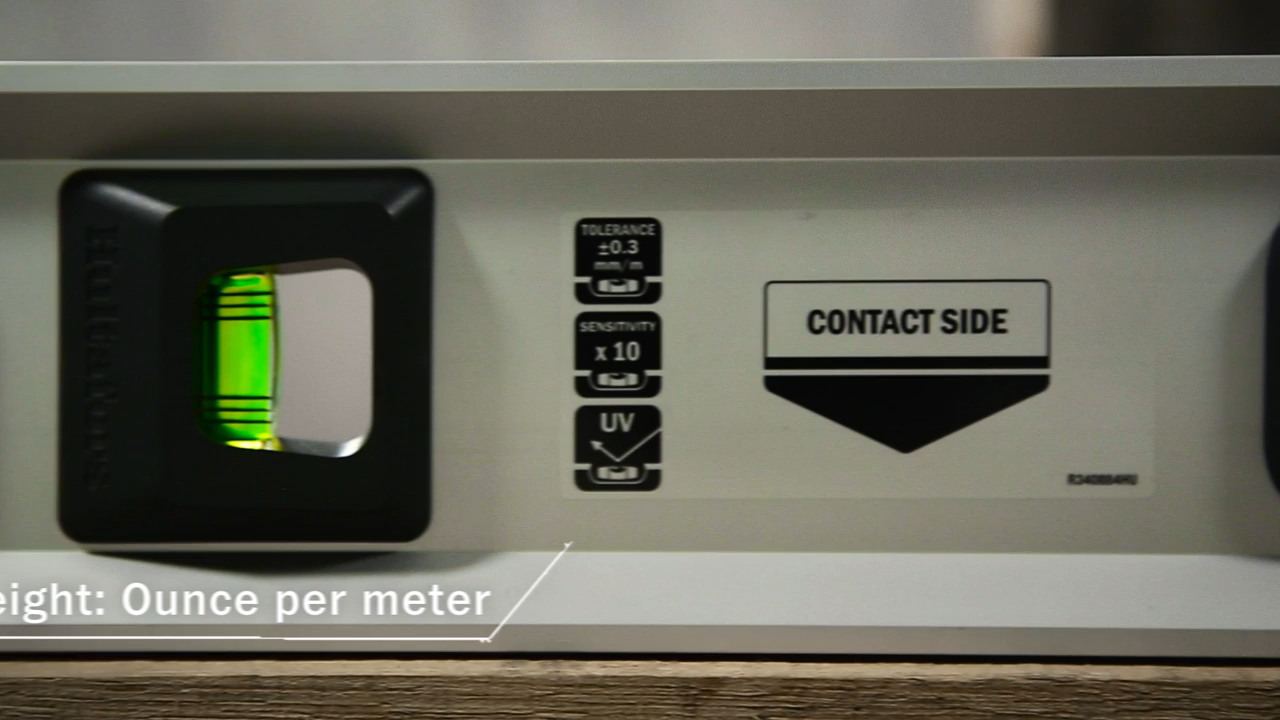 TOLERANCE
±0.3
mm/m
SENSITIVITY
x 10
UV
CONTACT SIDE
eight: Ounce per meter